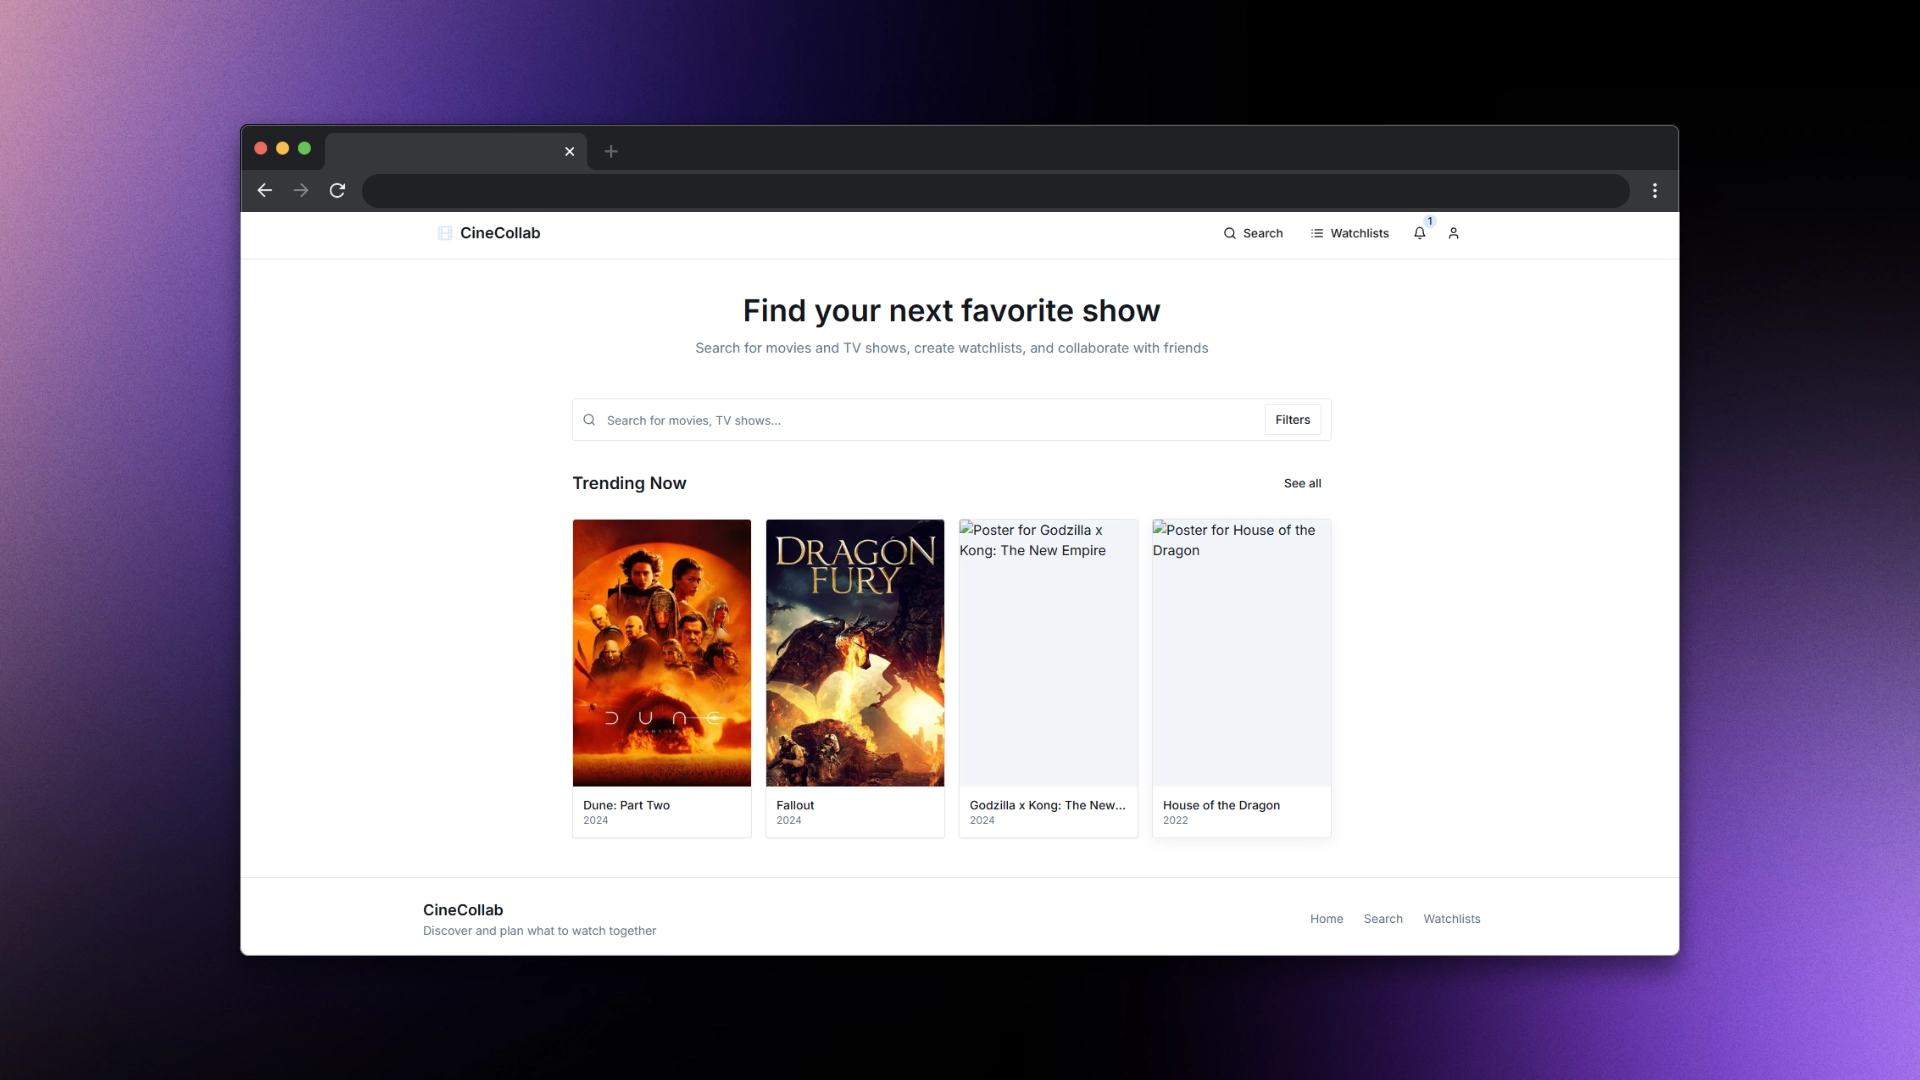 CineCollab
Search
Watchlists
1
Find your next favorite show
Search for movies and TV shows, create watchlists, and collaborate with friends
Search for movies, TV shows...
Filters
Trending Now
See all
DUNE
DRAGON
FURY
Poster for Godzilla x
Kong: The New Empire
Poster for House of the
Dragon
Dune: Part Two
2024
Fallout
2024
Godzilla x Kong: The New...
2024
House of the Dragon
2022
CineCollab
Discover and plan what to watch together
Home
Search
Watchlists